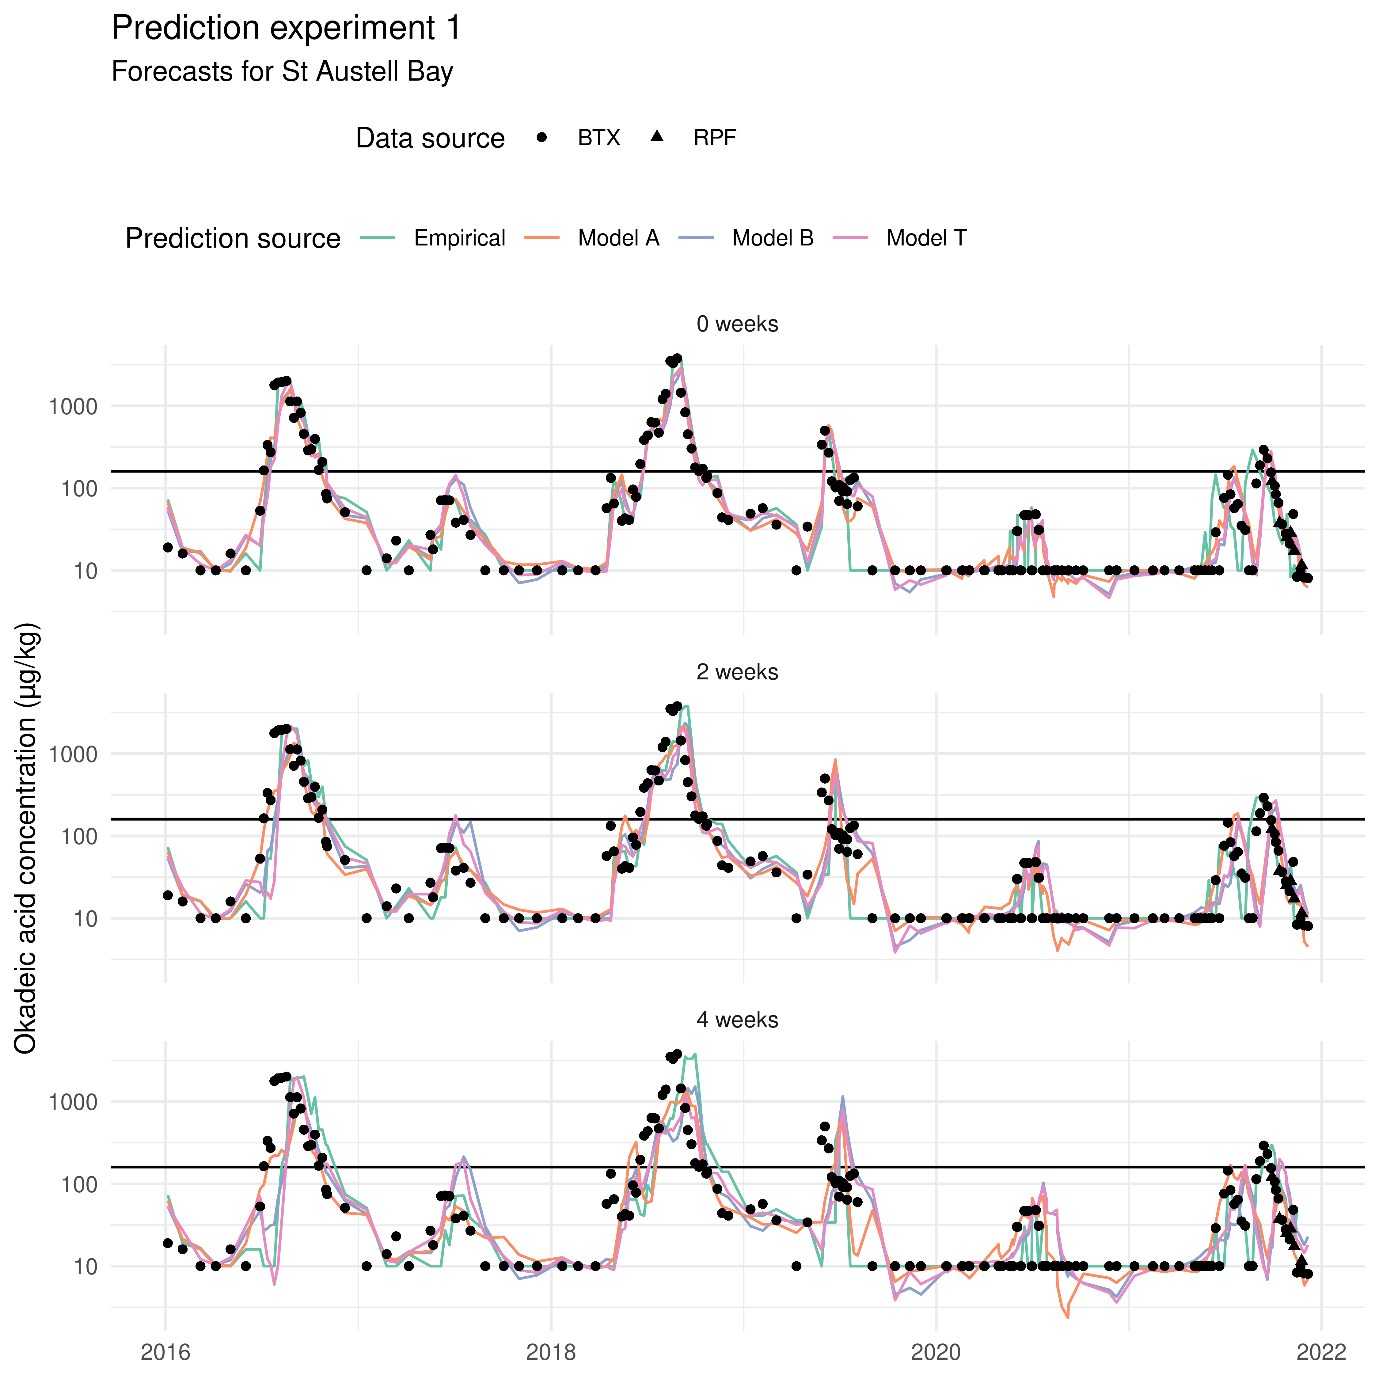 Prediction experiment 1
Forecasts for St Austell Bay
Data source BTX RPF
Prediction source Empirical Model A Model B Model T
0 weeks
1000
100
10
2 weeks
1000
100
10
4 weeks
1000
100
10
Okadeic acid concentration (µg/kg)
2016 2018 2020 2022